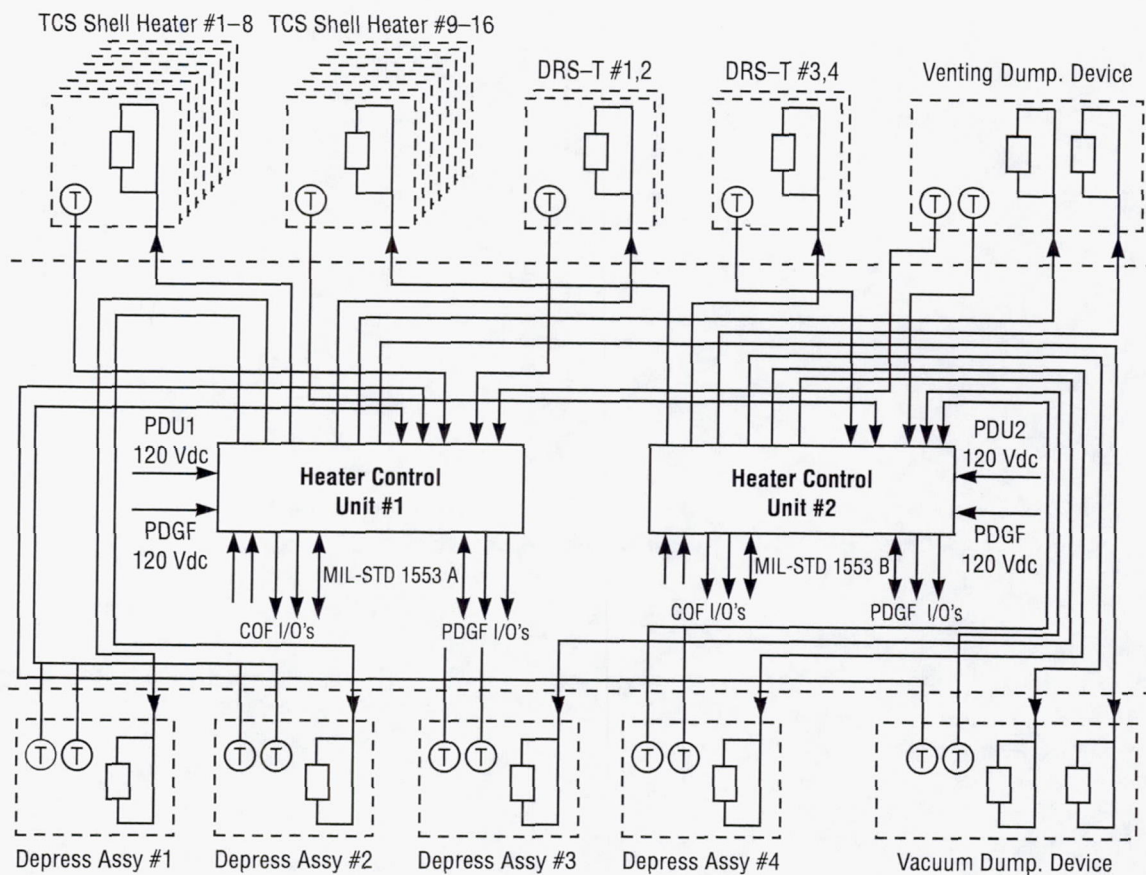 TCS Shell Heater #1–8
TCS Shell Heater #9–16
DRS–T #1,2
DRS–T #3,4
Venting Dump. Device
T
T
T
T
T
T
PDU1
120 Vdc
PDGF
120 Vdc
Heater Control
Unit #1
Heater Control
Unit #2
PDU2
120 Vdc
PDGF
120 Vdc
MIL-STD 1553 A
COF I/O's
PDGF I/O's
MIL-STD 1553 B
COF I/O's
PDGF I/O's
T
T
T
T
T
T
T
T
T
T
Depress Assy #1
Depress Assy #2
Depress Assy #3
Depress Assy #4
Vacuum Dump. Device